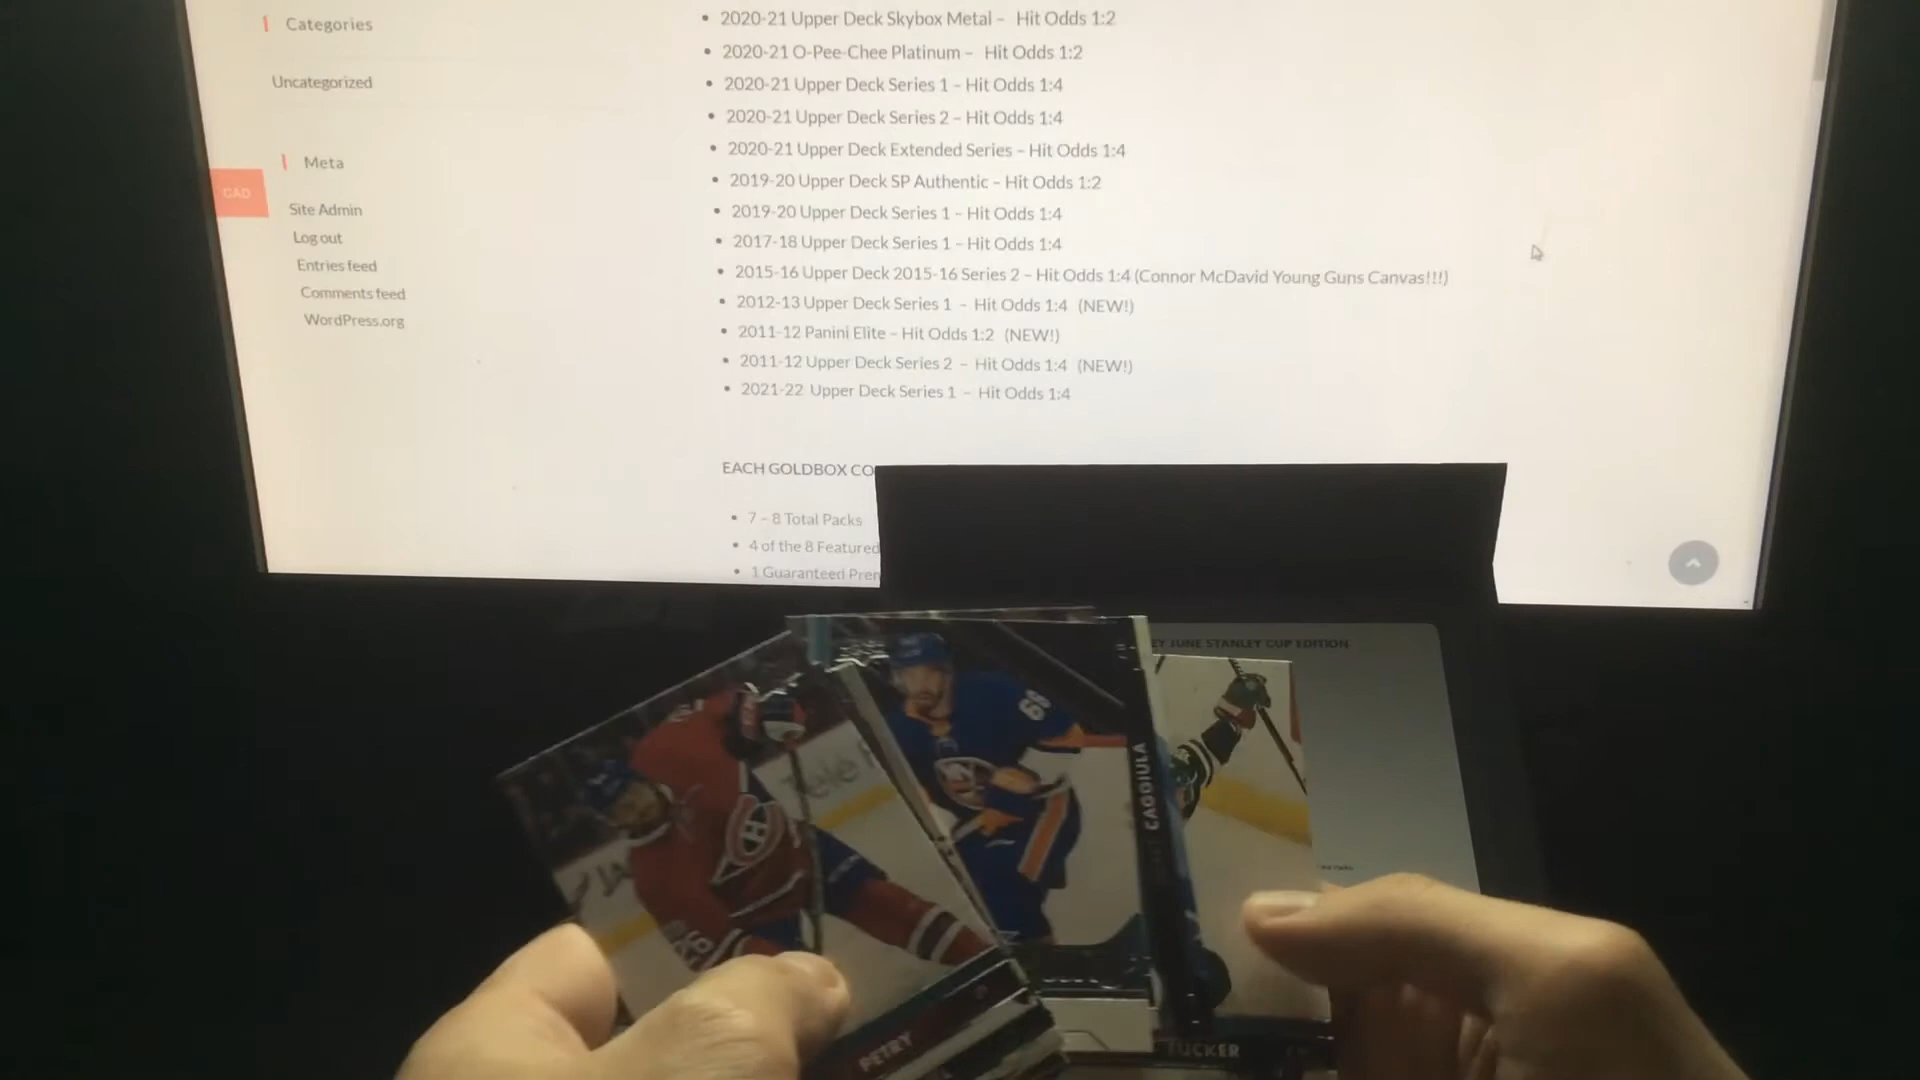 Categories
Uncategorized
Meta
CAD
Site Admin
Log out
Entries feed
Comments feed
WordPress.org
2020-21 Upper Deck Skybox Metal – Hit Odds 1:2
2020-21 O-Pee-Chee Platinum – Hit Odds 1:2
2020-21 Upper Deck Series 1 – Hit Odds 1:4
2020-21 Upper Deck Series 2 – Hit Odds 1:4
2020-21 Upper Deck Extended Series – Hit Odds 1:4
2019-20 Upper Deck SP Authentic – Hit Odds 1:2
2019-20 Upper Deck Series 1 – Hit Odds 1:4
2017-18 Upper Deck Series 1 – Hit Odds 1:4
2015-16 Upper Deck 2015-16 Series 2 – Hit Odds 1:4 (Connor McDavid Young Guns Canvas!!!)
2012-13 Upper Deck Series 1 – Hit Odds 1:4 (NEW!)
2011-12 Panini Elite – Hit Odds 1:2 (NEW!)
2011-12 Upper Deck Series 2 – Hit Odds 1:4 (NEW!)
2021-22 Upper Deck Series 1 – Hit Odds 1:4
EACH GOLDBOX CO
7 – 8 Total Packs
4 of the 8 Featured
1 Guaranteed Prem
JUNE STANLEY CUP EDITION
68
CAGGIULA
PETRY
TUCKER